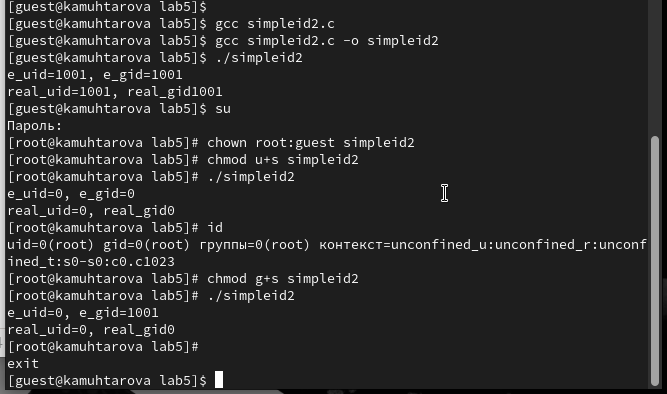 [guest@kamuhtarova lab5]$
[guest@kamuhtarova lab5]$ gcc simpleid2.c
[guest@kamuhtarova lab5]$ gcc simpleid2.c -o simpleid2
[guest@kamuhtarova lab5]$ ./simpleid2
e_uid=1001, e_gid=1001
real_uid=1001, real_gid1001
[guest@kamuhtarova lab5]$ su
Пароль:
[root@kamuhtarova lab5]# chown root:guest simpleid2
[root@kamuhtarova lab5]# chmod u+s simpleid2
[root@kamuhtarova lab5]# ./simpleid2
e_uid=0, e_gid=0
real_uid=0, real_gid0
[root@kamuhtarova lab5]# id
uid=0(root) gid=0(root) группы=0(root) контекст=unconfined_u:unconfined_r:unconf
ined_t:s0-s0:c0.c1023
[root@kamuhtarova lab5]# chmod g+s simpleid2
[root@kamuhtarova lab5]# ./simpleid2
e_uid=0, e_gid=1001
real_uid=0, real_gid0
[root@kamuhtarova lab5]#
exit
[guest@kamuhtarova lab5]$